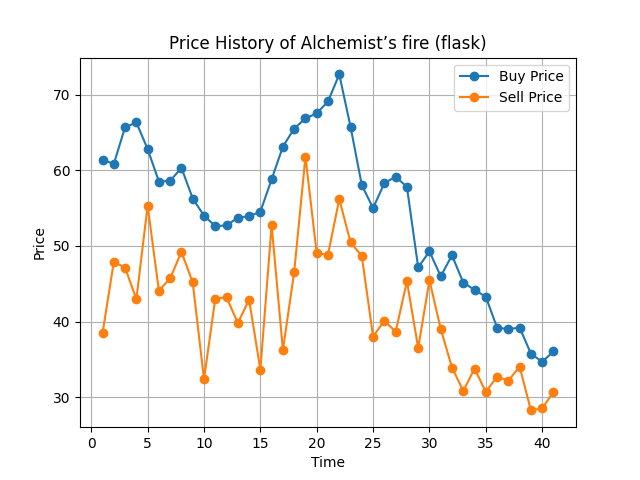 Price History of Alchemist’s fire (flask)
Buy Price
Sell Price
70
60
50
40
30
Price
0 5 10 15 20 25 30 35 40
Time